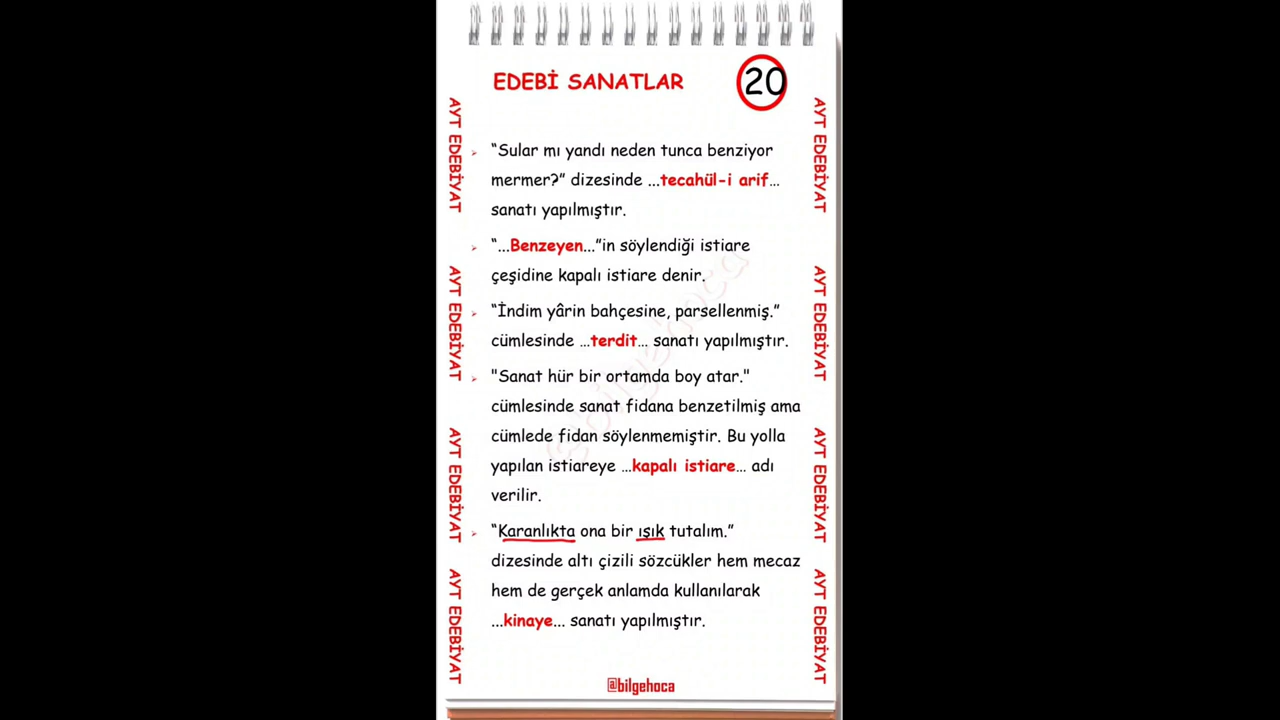 EDEBİ SANATLAR
20
"Sular mı yandı neden tunca benziyor
mermer?" dizesinde ...tecahül-i arif...
sanatı yapılmıştır.
"...Benzeyen..."in söylendiği istiare
çeşidine kapalı istiare denir.
"İndim yârin bahçesine, parsellenmiş."
cümlesinde ...terdit... sanatı yapılmıştır.
"Sanat hür bir ortamda boy atar."
cümlesinde sanat fidana benzetilmiş ama
cümlede fidan söylenmemiştir. Bu yolla
yapılan istiareye ...kapalı istiare... adı
verilir.
"Karanlıkta ona bir ışık tutalım."
dizesinde altı çizili sözcükler hem mecaz
hem de gerçek anlamda kullanılarak
...kinaye... sanatı yapılmıştır.
@bilgehoca
AYT EDEBİYAT
AYT EDEBİYAT
AYT EDEBİYAT
AYT EDEBİYAT
AYT EDEBİYAT
AYT EDEBİYAT
AYT EDEBİYAT
AYT EDEBİYAT